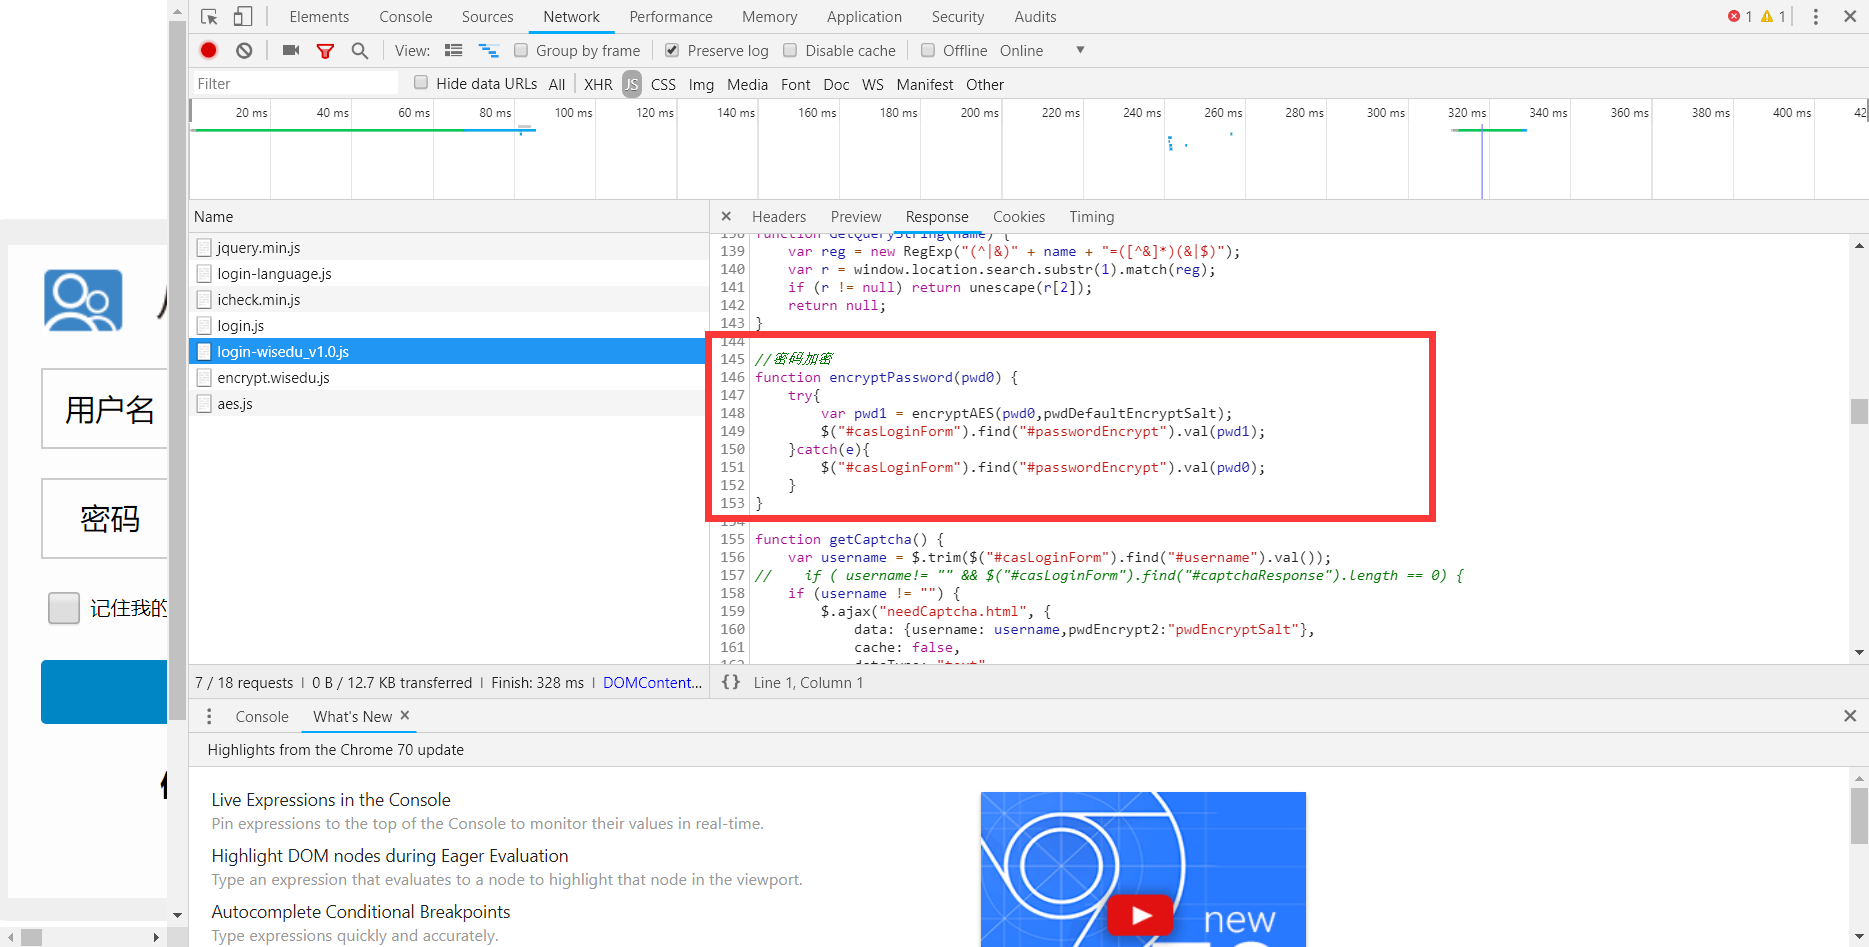 Elements Console Sources Network Performance Memory Application Security Audits 1 1
View: Group by frame Preserve log Disable cache Offline Online
Filter Hide data URLs All XHR JS CSS Img Media Font Doc WS Manifest Other
20 ms 40 ms 60 ms 80 ms 100 ms 120 ms 140 ms 160 ms 180 ms 200 ms 220 ms 240 ms 260 ms 280 ms 300 ms 320 ms 340 ms 360 ms 380 ms 400 ms 42
用户名
密码
记住我的
Name
jquery.min.js
login-language.js
icheck.min.js
login.js
login-wisedu_v1.0.js
encrypt.wisedu.js
aes.js
7 / 18 requests | 0 B / 12.7 KB transferred | Finish: 328 ms | DOMContent...
Headers Preview Response Cookies Timing
138 function GetQueryString(name) {
139 var reg = new RegExp("(^|&)" + name + "=([^&]*)(&|$)");
140 var r = window.location.search.substr(1).match(reg);
141 if (r != null) return unescape(r[2]);
142 return null;
143 }
144
145 //密码加密
146 function encryptPassword(pwd0) {
147 try{
148 var pwd1 = encryptAES(pwd0,pwdDefaultEncryptSalt);
149 $("#casLoginForm").find("#passwordEncrypt").val(pwd1);
150 }catch(e){
151 $("#casLoginForm").find("#passwordEncrypt").val(pwd0);
152 }
153 }
154
155 function getCaptcha() {
156 var username = $.trim($("#casLoginForm").find("#username").val());
157 // if ( username!= "" && $("#casLoginForm").find("#captchaResponse").length == 0) {
158 if (username != "") {
159 $.ajax("needCaptcha.html", {
160 data: {username: username,pwdEncrypt2:"pwdEncryptSalt"},
161 cache: false,
162 dataType: "text"
{} Line 1, Column 1
Console What's New
Highlights from the Chrome 70 update
Live Expressions in the Console
Pin expressions to the top of the Console to monitor their values in real-time.
Highlight DOM nodes during Eager Evaluation
Type an expression that evaluates to a node to highlight that node in the viewport.
Autocomplete Conditional Breakpoints
Type expressions quickly and accurately.
new